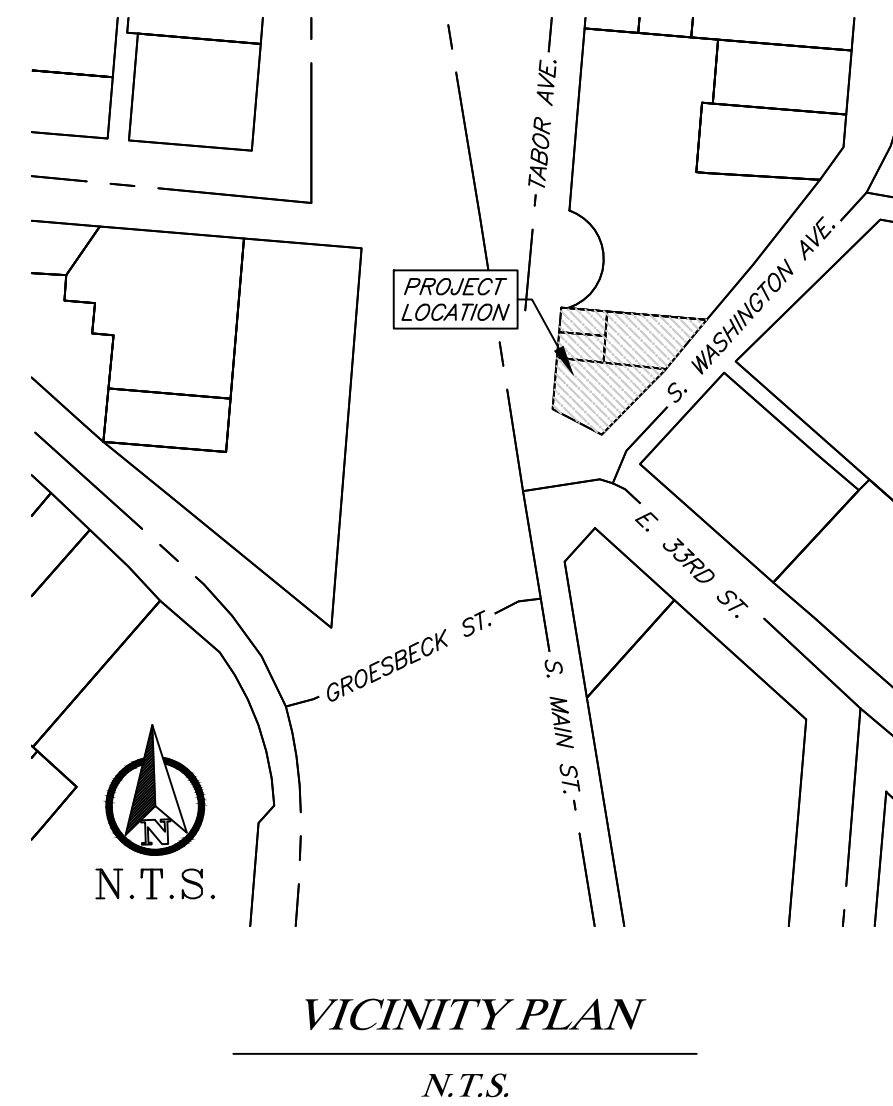 TABOR AVE.
PROJECT
LOCATION
S. WASHINGTON AVE.
E. 33RD ST.
GROESBECK ST.
S. MAIN ST.
N
N.T.S.
VICINITY PLAN
N.T.S.